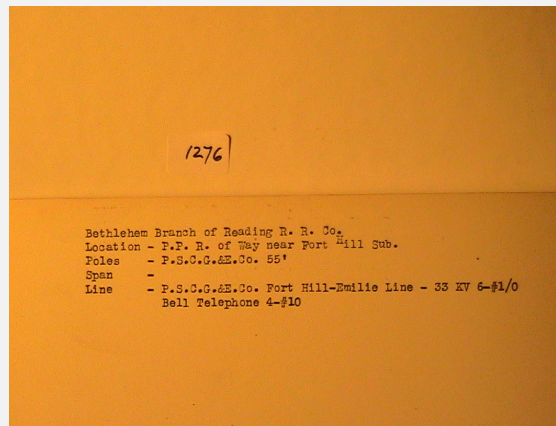 1276
Bethlehem Branch of Reading R. R. Co.
Location - P.P. R. of Way near Fort Hill Sub.
Poles - P.S.C.G.&E.Co. 55'
Span -
Line - P.S.C.G.&E.Co. Fort Hill-Emilie Line - 33 KV 6-#1/0
Bell Telephone 4-#10